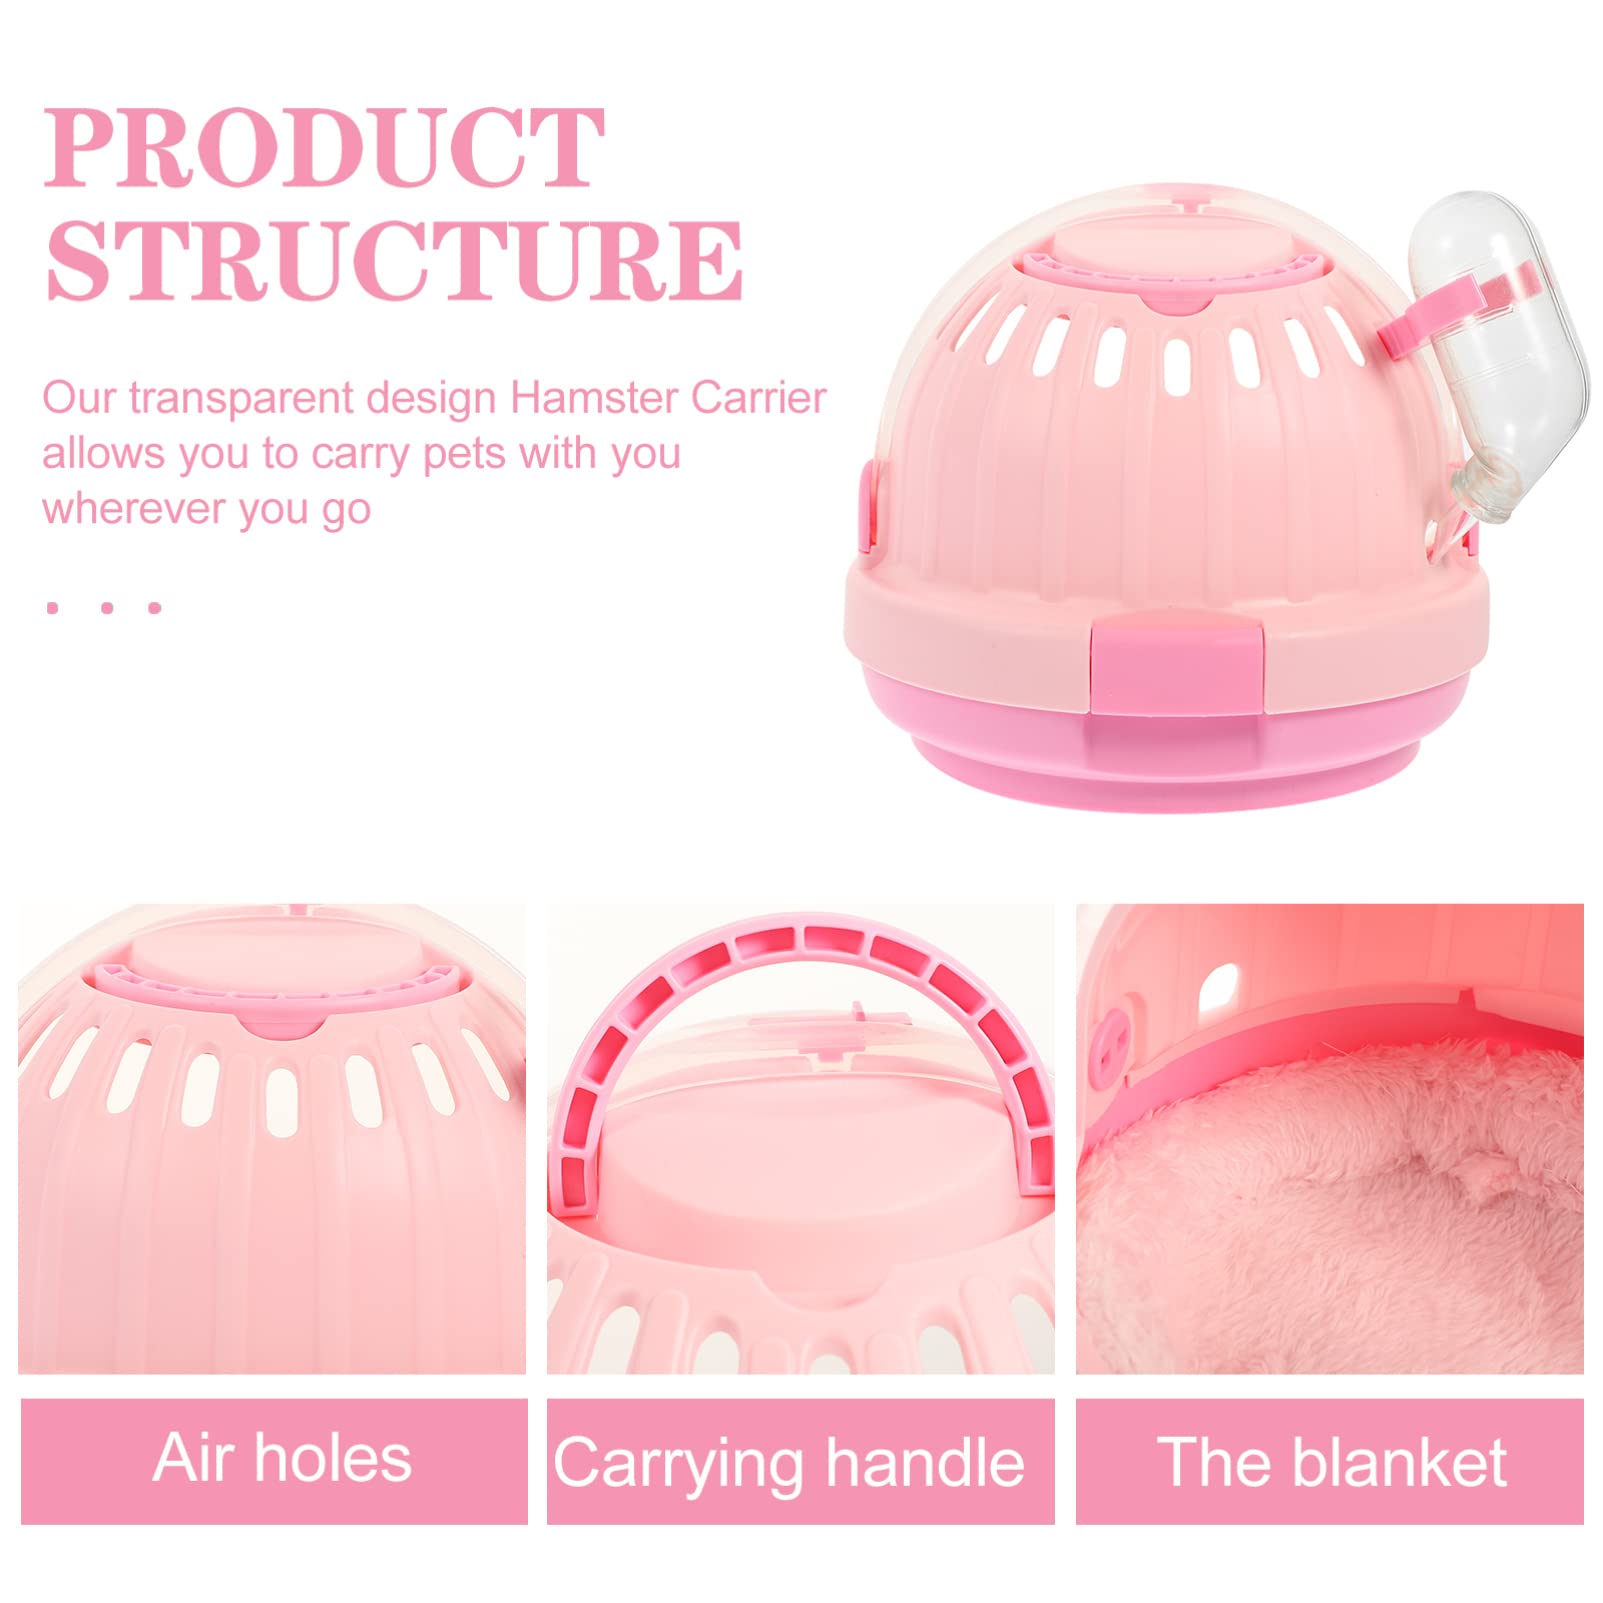 PRODUCT
STRUCTURE
Our transparent design Hamster Carrier
allows you to carry pets with you
wherever you go
. . .
Air holes
Carrying handle
The blanket